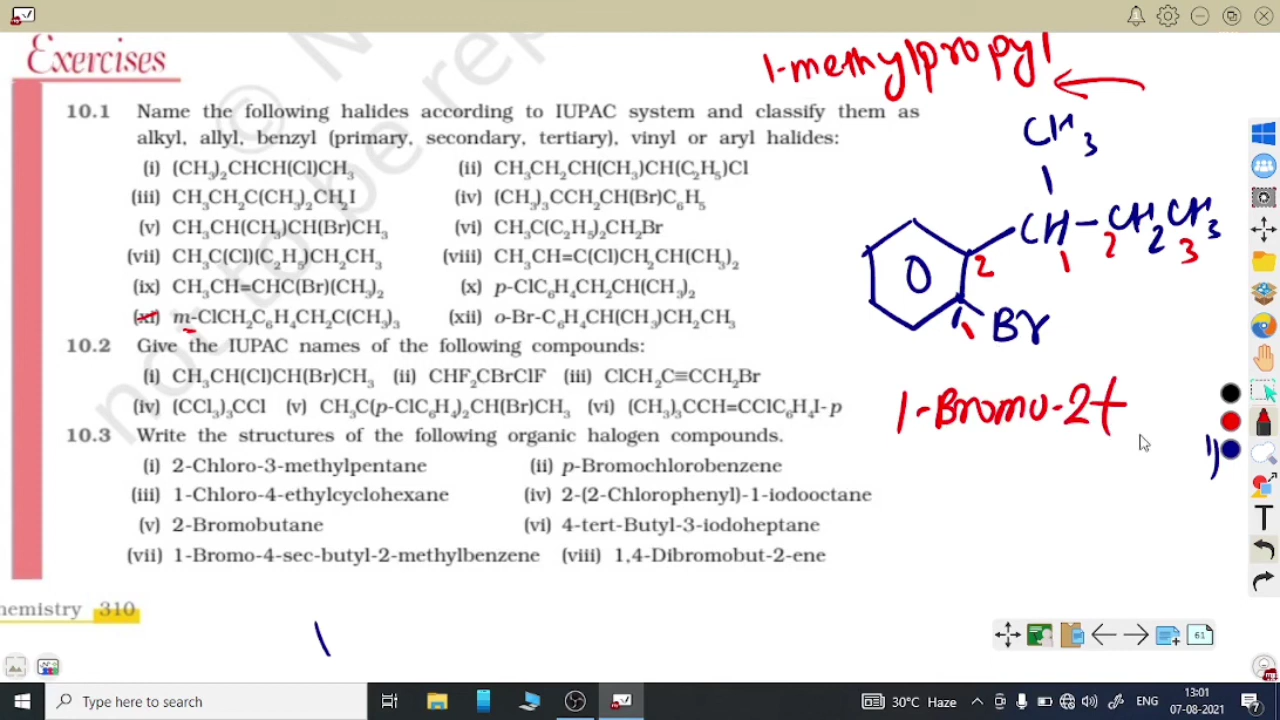 Exercises
10.1 Name the following halides according to IUPAC system and classify them as
alkyl, allyl, benzyl (primary, secondary, tertiary), vinyl or aryl halides:
(i) (CH₃)₂CHCH(Cl)CH₃ (ii) CH₃CH₂CH(CH₃)CH(C₂H₅)Cl
(iii) CH₃CH₂C(CH₃)₂CH₂I (iv) (CH₃)₃CCH₂CH(Br)C₆H₅
(v) CH₃CH(CH₃)CH(Br)CH₃ (vi) CH₃C(C₂H₅)₂CH₂Br
(vii) CH₃C(Cl)(C₂H₅)CH₂CH₃ (viii) CH₃CH=C(Cl)CH₂CH(CH₃)₂
(ix) CH₃CH=CHC(Br)(CH₃)₂ (x) p-ClC₆H₄CH₂CH(CH₃)₂
(xi) m-ClCH₂C₆H₄CH₂C(CH₃)₃ (xii) o-Br-C₆H₄CH(CH₃)CH₂CH₃
10.2 Give the IUPAC names of the following compounds:
(i) CH₃CH(Cl)CH(Br)CH₃ (ii) CHF₂CBrClF (iii) ClCH₂C≡CCH₂Br
(iv) (CCl₃)₃CCl (v) CH₃C(p-ClC₆H₄)₂CH(Br)CH₃ (vi) (CH₃)₃CCH=CClC₆H₄I-p
10.3 Write the structures of the following organic halogen compounds.
(i) 2-Chloro-3-methylpentane (ii) p-Bromochlorobenzene
(iii) 1-Chloro-4-ethylcyclohexane (iv) 2-(2-Chlorophenyl)-1-iodooctane
(v) 2-Bromobutane (vi) 4-tert-Butyl-3-iodoheptane
(vii) 1-Bromo-4-sec-butyl-2-methylbenzene (viii) 1,4-Dibromobut-2-ene
hemistry 310
not to be rep
© N
1-methylpropyl
CH₃
CH-CH₂CH₃
2 1 2 3
1 Br
1-Bromo-2
61
Type here to search
30°C Haze
ENG
13:01
07-08-2021
7